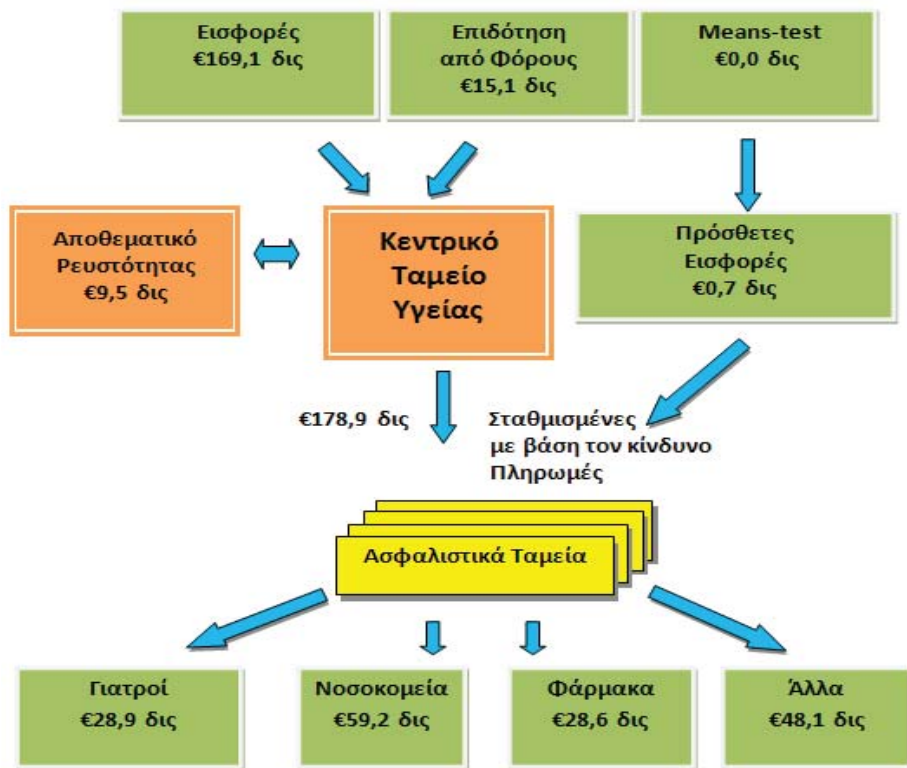 Εισφορές
€169,1 δις
Επιδότηση
από Φόρους
€15,1 δις
Means-test
€0,0 δις
Αποθεματικό
Ρευστότητας
€9,5 δις
Κεντρικό
Ταμείο
Υγείας
Πρόσθετες
Εισφορές
€0,7 δις
€178,9 δις
Σταθμισμένες
με βάση τον κίνδυνο
Πληρωμές
Ασφαλιστικά Ταμεία
Γιατροί
€28,9 δις
Νοσοκομεία
€59,2 δις
Φάρμακα
€28,6 δις
Άλλα
€48,1 δις